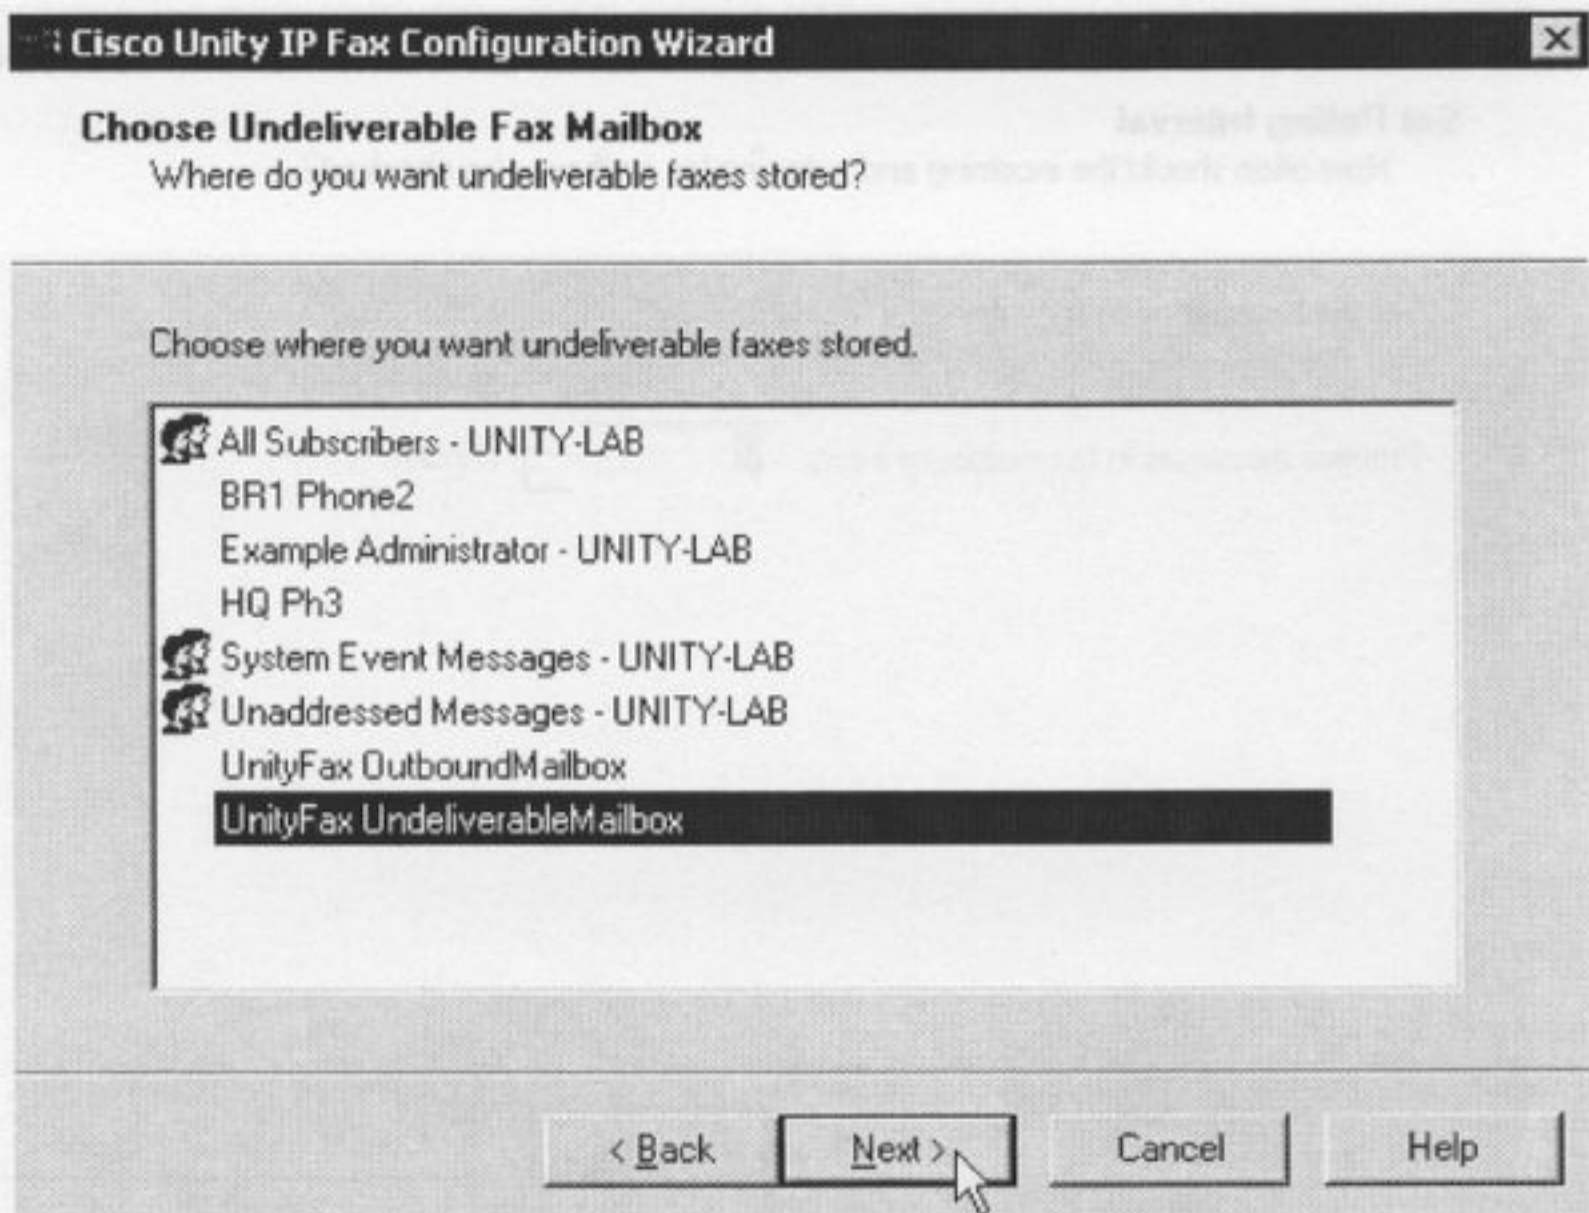 Cisco Unity IP Fax Configuration Wizard
Choose Undeliverable Fax Mailbox
Where do you want undeliverable faxes stored?
Choose where you want undeliverable faxes stored.
All Subscribers - UNITY-LAB
BR1 Phone2
Example Administrator - UNITY-LAB
HQ Ph3
System Event Messages - UNITY-LAB
Unaddressed Messages - UNITY-LAB
UnityFax OutboundMailbox
UnityFax UndeliverableMailbox
< Back
Next >
Cancel
Help